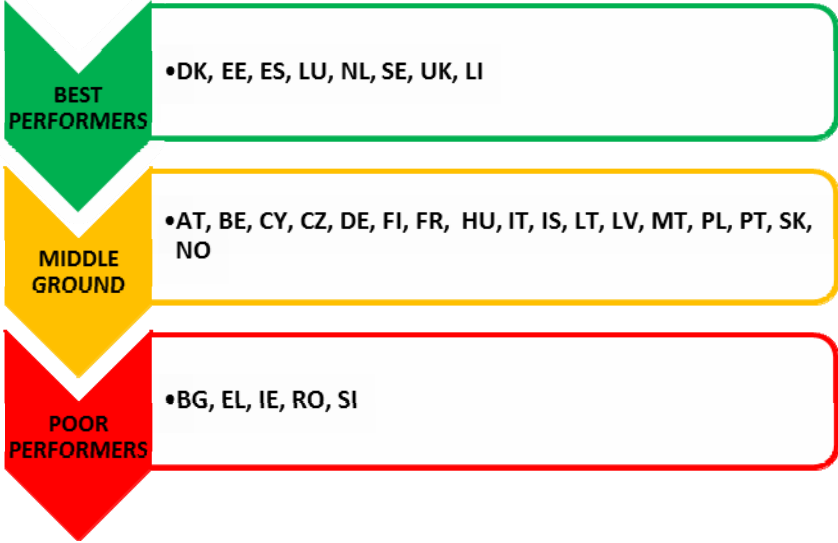 BEST
PERFORMERS
•DK, EE, ES, LU, NL, SE, UK, LI
MIDDLE
GROUND
•AT, BE, CY, CZ, DE, FI, FR, HU, IT, IS, LT, LV, MT, PL, PT, SK,
NO
POOR
PERFORMERS
•BG, EL, IE, RO, SI